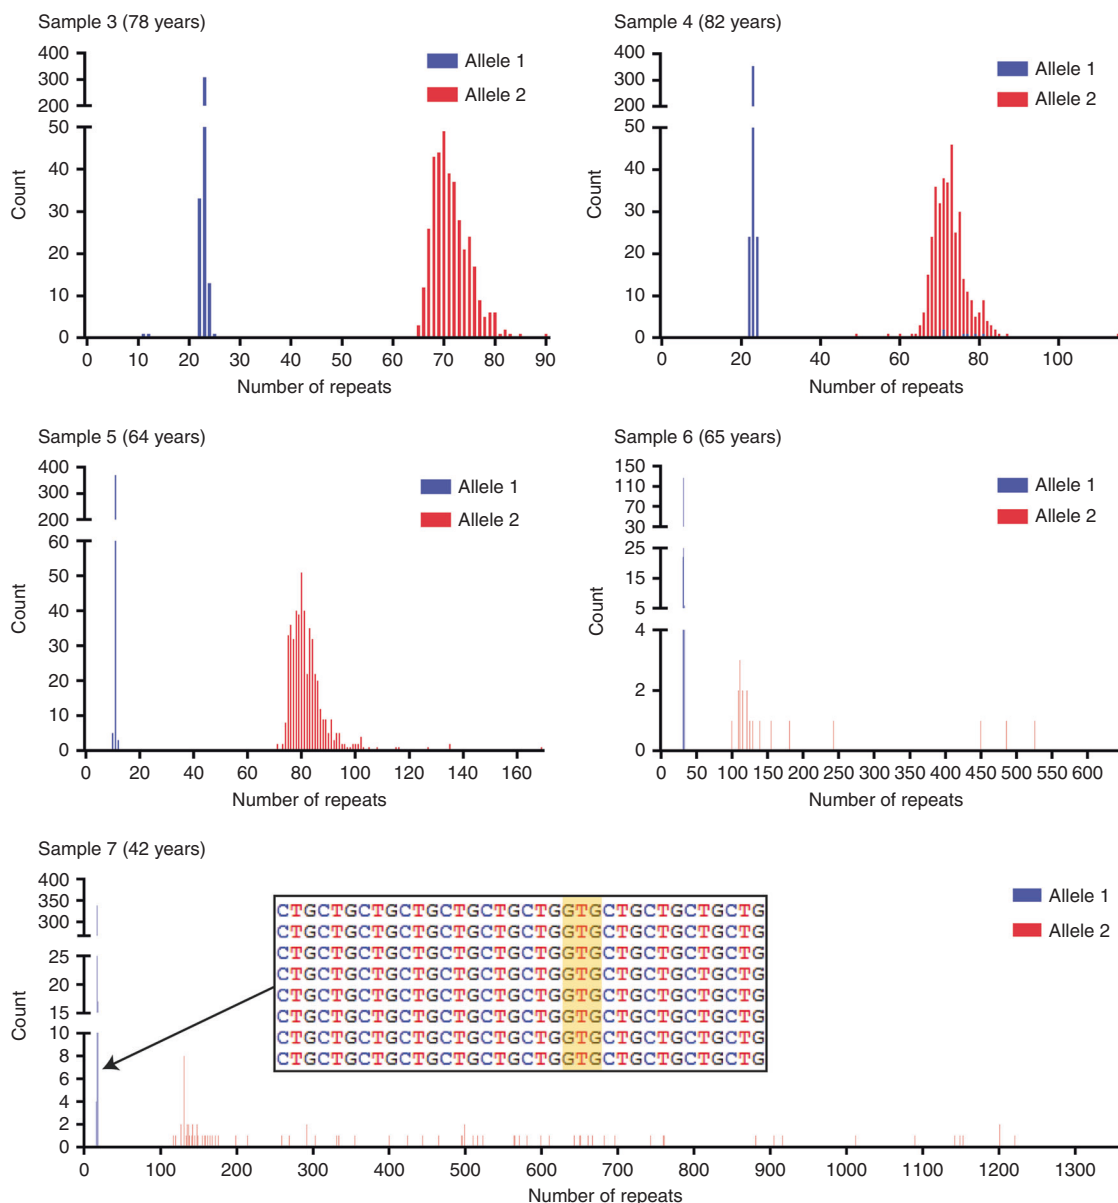 Sample 3 (78 years)
400
300
200
50
40
30
20
10
0
Count
0 10 20 30 40 50 60 70 80 90
Number of repeats
Allele 1
Allele 2
Sample 4 (82 years)
400
300
200
50
40
30
20
10
0
Count
0 20 40 60 80 100
Number of repeats
Allele 1
Allele 2
Sample 5 (64 years)
400
300
200
60
50
40
30
20
10
0
Count
0 20 40 60 80 100 120 140 160
Number of repeats
Allele 1
Allele 2
Sample 6 (65 years)
150
110
70
30
25
15
5
4
2
0
Count
0 50 100 150 200 250 300 350 400 450 500 550 600
Number of repeats
Allele 1
Allele 2
Sample 7 (42 years)
400
350
300
25
20
15
10
8
6
4
2
0
Count
0 100 200 300 400 500 600 700 800 900 1000 1100 1200 1300
Number of repeats
Allele 1
Allele 2
CTGCTGCTGCTGCTGCTGCTGGTGCTGCTGCTGCTG
CTGCTGCTGCTGCTGCTGCTGGTGCTGCTGCTGCTG
CTGCTGCTGCTGCTGCTGCTGGTGCTGCTGCTGCTG
CTGCTGCTGCTGCTGCTGCTGGTGCTGCTGCTGCTG
CTGCTGCTGCTGCTGCTGCTGGTGCTGCTGCTGCTG
CTGCTGCTGCTGCTGCTGCTGGTGCTGCTGCTGCTG
CTGCTGCTGCTGCTGCTGCTGGTGCTGCTGCTGCTG
CTGCTGCTGCTGCTGCTGCTGGTGCTGCTGCTGCTG